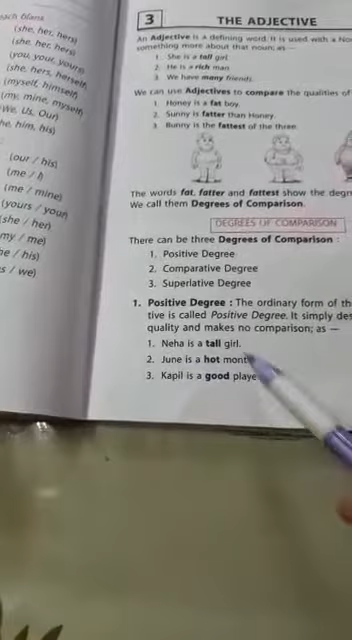 each blank
(she, her, hers)
(she, her, hers)
(you, your, yours)
(she, hers, herself)
(myself, himself)
(my, mine, myself)
We, Us, Our)
he, him, his)
(our / his)
(me / I)
(me / mine)
(yours / your)
(she / her)
my / me)
he / his)
s / we)
3 THE ADJECTIVE
An Adjective is a defining word. It is used with a
something more about that noun; as —
1. She is a tall girl.
2. He is a rich man.
3. We have many friends.
We can use Adjectives to compare the qualities of
1. Honey is a fat boy.
2. Sunny is fatter than Honey.
3. Bunny is the fattest of the three.
The words fat, fatter and fattest show the degr
We call them Degrees of Comparison.
DEGREES OF COMPARISON
There can be three Degrees of Comparison :
1. Positive Degree
2. Comparative Degree
3. Superlative Degree
1. Positive Degree : The ordinary form of th
tive is called Positive Degree. It simply des
quality and makes no comparison; as —
1. Neha is a tall girl.
2. June is a hot mont
3. Kapil is a good playe